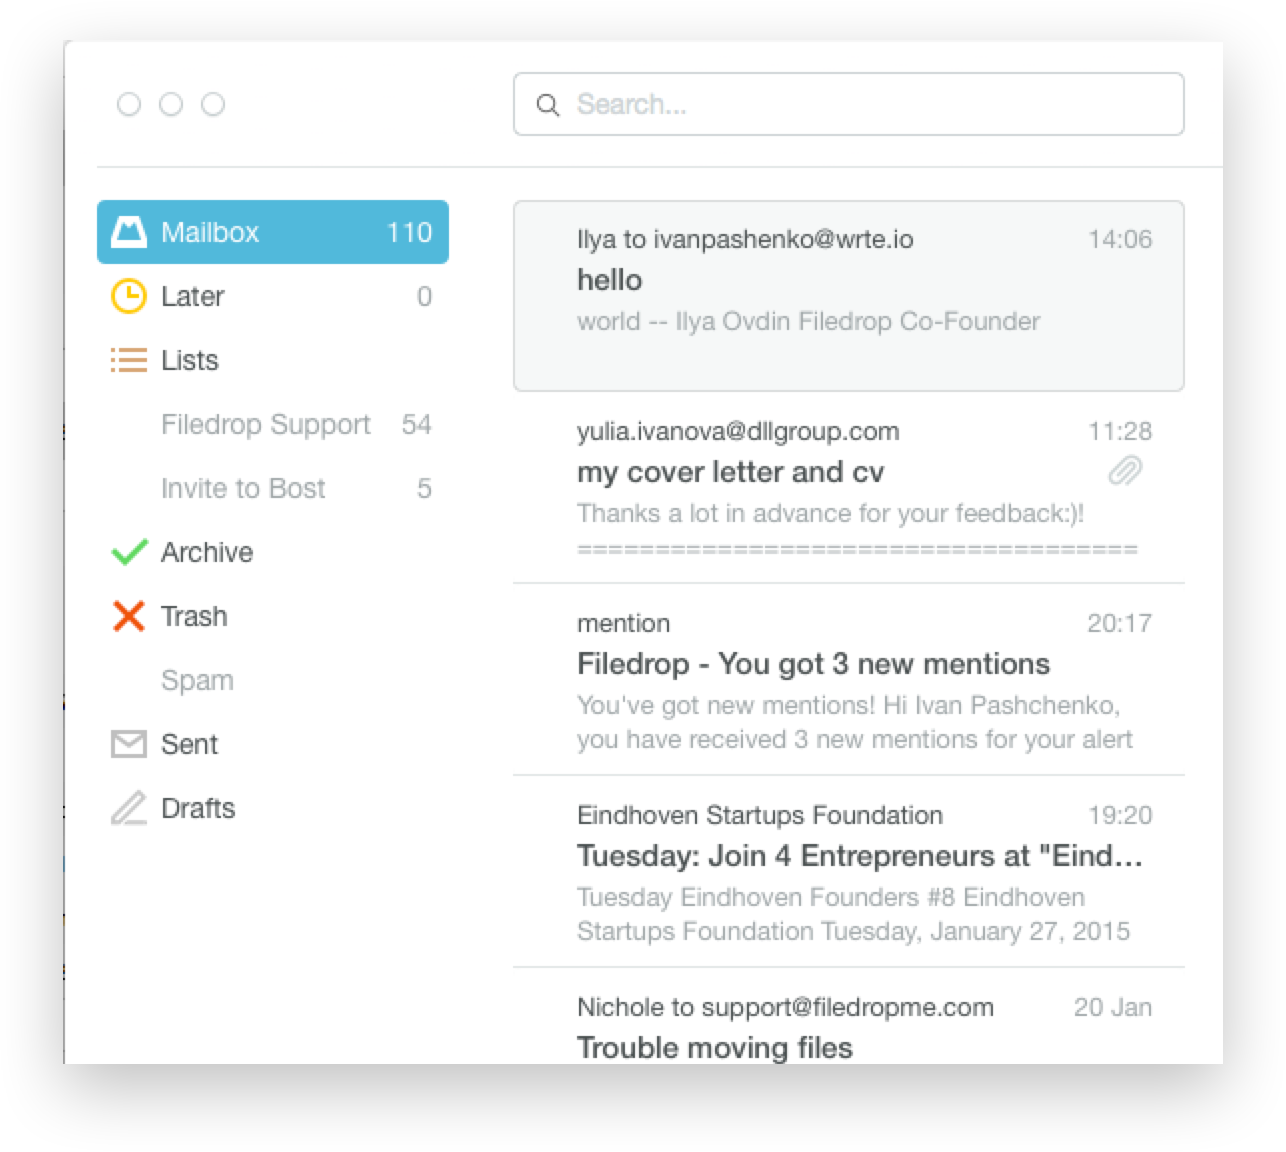 Search...
Mailbox 110
Later 0
Lists
Filedrop Support 54
Invite to Bost 5
Archive
Trash
Spam
Sent
Drafts
Ilya to ivanpashenko@wrte.io 14:06
hello
world -- Ilya Ovdin Filedrop Co-Founder
yulia.ivanova@dllgroup.com 11:28
my cover letter and cv
Thanks a lot in advance for your feedback:)!
====================================
mention 20:17
Filedrop - You got 3 new mentions
You've got new mentions! Hi Ivan Pashchenko,
you have received 3 new mentions for your alert
Eindhoven Startups Foundation 19:20
Tuesday: Join 4 Entrepreneurs at "Eind...
Tuesday Eindhoven Founders #8 Eindhoven
Startups Foundation Tuesday, January 27, 2015
Nichole to support@filedropme.com 20 Jan
Trouble moving files